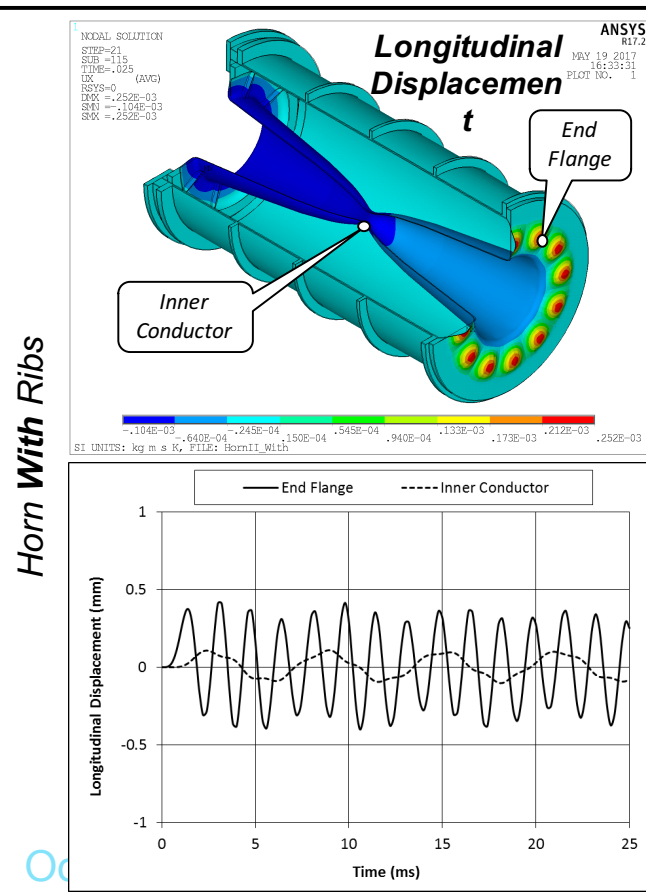 1
NODAL SOLUTION
STEP=21
SUB =115
TIME=.025
UX (AVG)
RSYS=0
DMX =.252E-03
SMN =-.104E-03
SMX =.252E-03
ANSYS
R17.2
MAY 19 2017
16:33:31
PLOT NO. 1
Longitudinal
Displacemen
t
End
Flange
Inner
Conductor
-.104E-03
-.640E-04
-.245E-04
.150E-04
.545E-04
.940E-04
.133E-03
.173E-03
.212E-03
.252E-03
SI UNITS: kg m s K, FILE: HornII_With
Horn With Ribs
End Flange
Inner Conductor
Longitudinal Displacement (mm)
1
0.5
0
-0.5
-1
0 5 10 15 20 25
Time (ms)